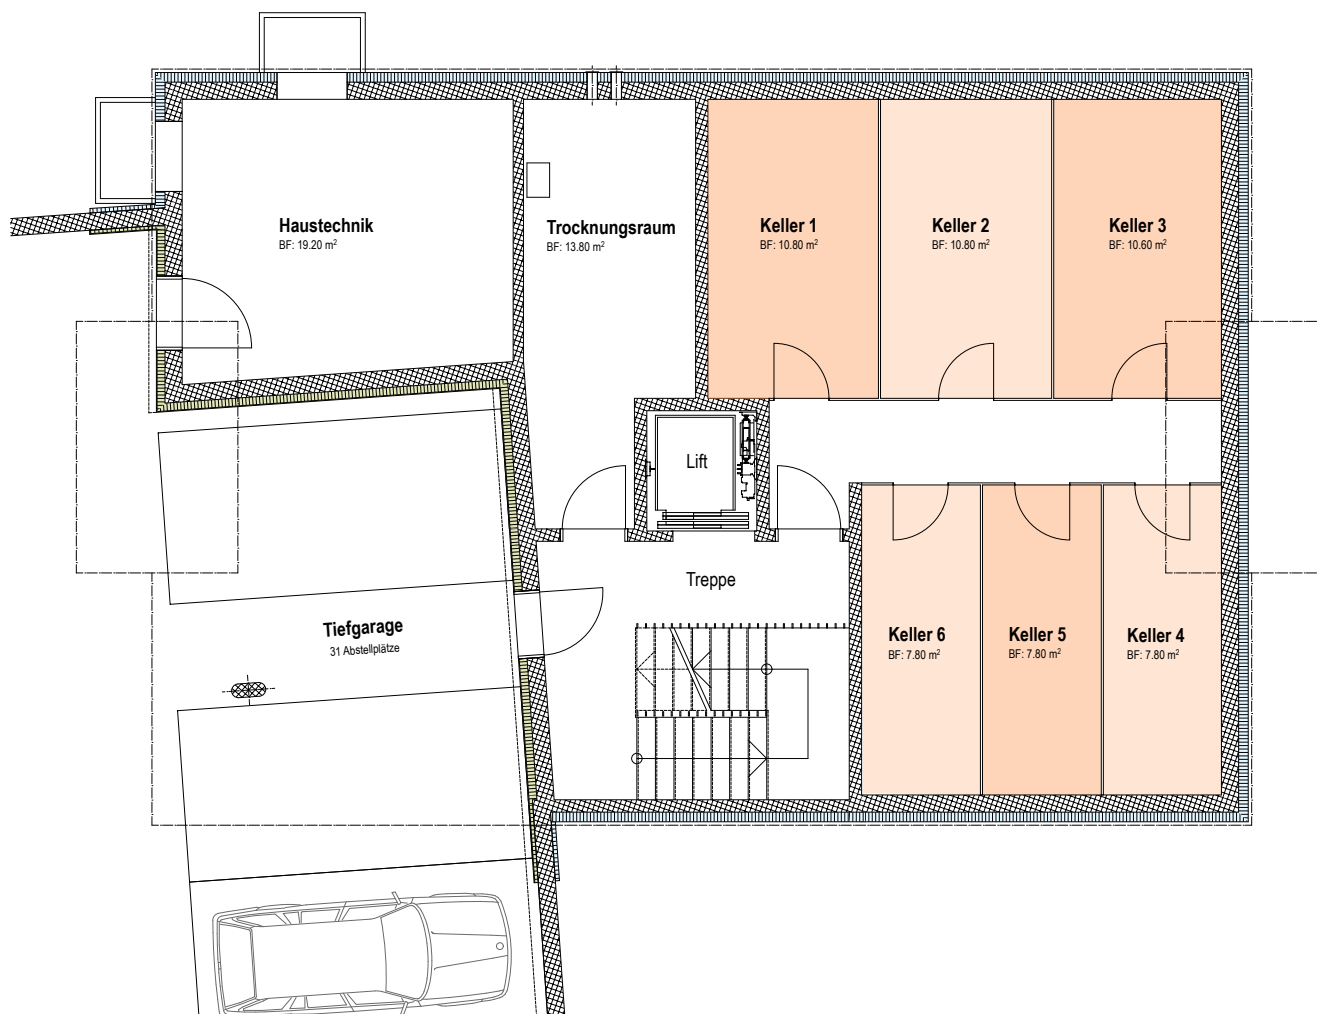 Haustechnik
BF: 19.20 m²
Trocknungsraum
BF: 13.80 m²
Keller 1
BF: 10.80 m²
Keller 2
BF: 10.80 m²
Keller 3
BF: 10.60 m²
Lift
Treppe
Tiefgarage
31 Abstellplätze
Keller 6
BF: 7.80 m²
Keller 5
BF: 7.80 m²
Keller 4
BF: 7.80 m²